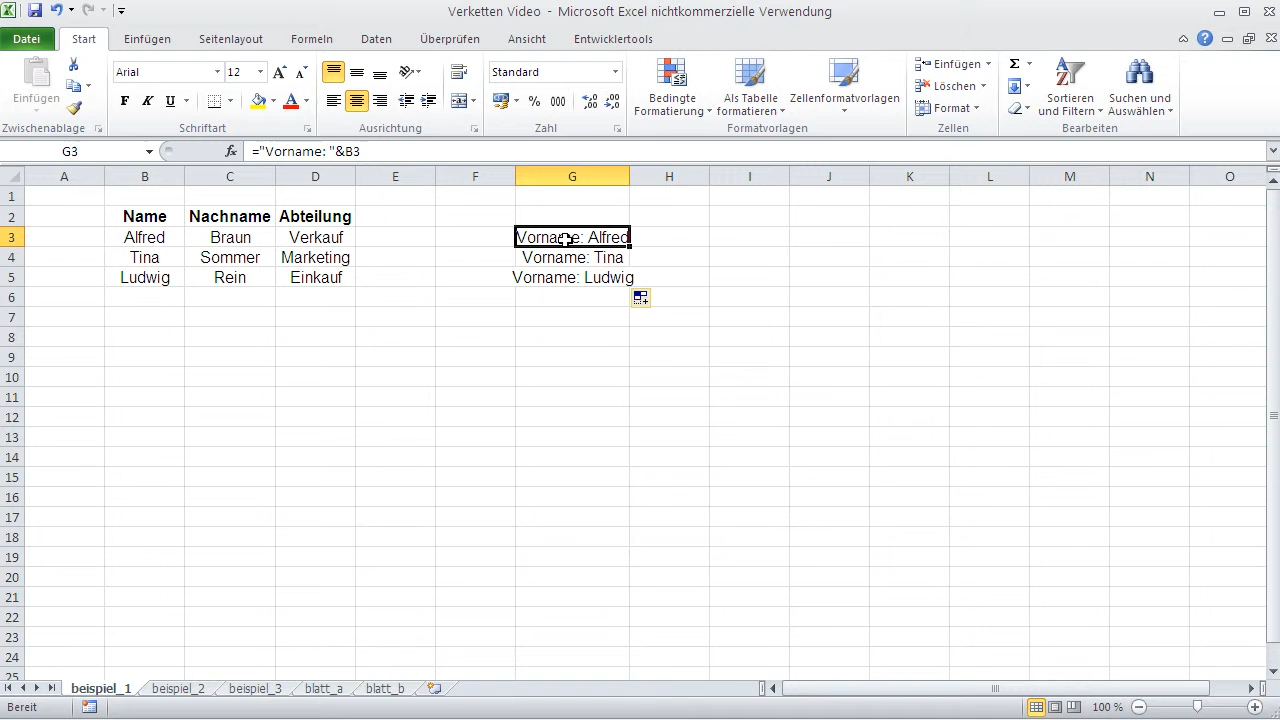 Verketten Video - Microsoft Excel nichtkommerzielle Verwendung
Datei Start Einfügen Seitenlayout Formeln Daten Überprüfen Ansicht Entwicklertools
Einfügen
Zwischenablage
Arial 12
F K U
Schriftart
Ausrichtung
Standard
% 000
Zahl
Bedingte Formatierung
Als Tabelle formatieren
Zellenformatvorlagen
Formatvorlagen
Einfügen
Löschen
Format
Zellen
Sortieren und Filtern
Suchen und Auswählen
Bearbeiten
G3 fx ="Vorname: "&B3
A B C D E F G H I J K L M N O
1
2 Name Nachname Abteilung
3 Alfred Braun Verkauf Vorname: Alfred
4 Tina Sommer Marketing Vorname: Tina
5 Ludwig Rein Einkauf Vorname: Ludwig
6
7
8
9
10
11
12
13
14
15
16
17
18
19
20
21
22
23
24
25
beispiel_1 beispiel_2 beispiel_3 blatt_a blatt_b
Bereit 100 %